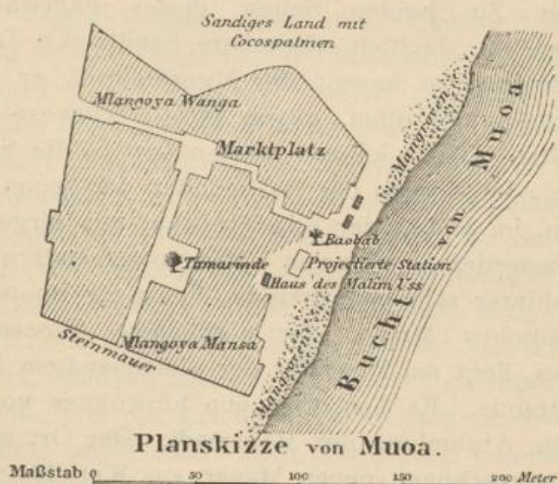 Sandiges Land mit
Cocospalmen
Mlangoya Wanga
Marktplatz
Mangroven
Muoa
von
Bucht
Baobab
Tamarinde
Projectierte Station
Haus des Malim Uss
Mlangoya Mansa
Steinmauer
Mangroven
Planskizze von Muoa.
Maßstab 0 50 100 150 200 Meter